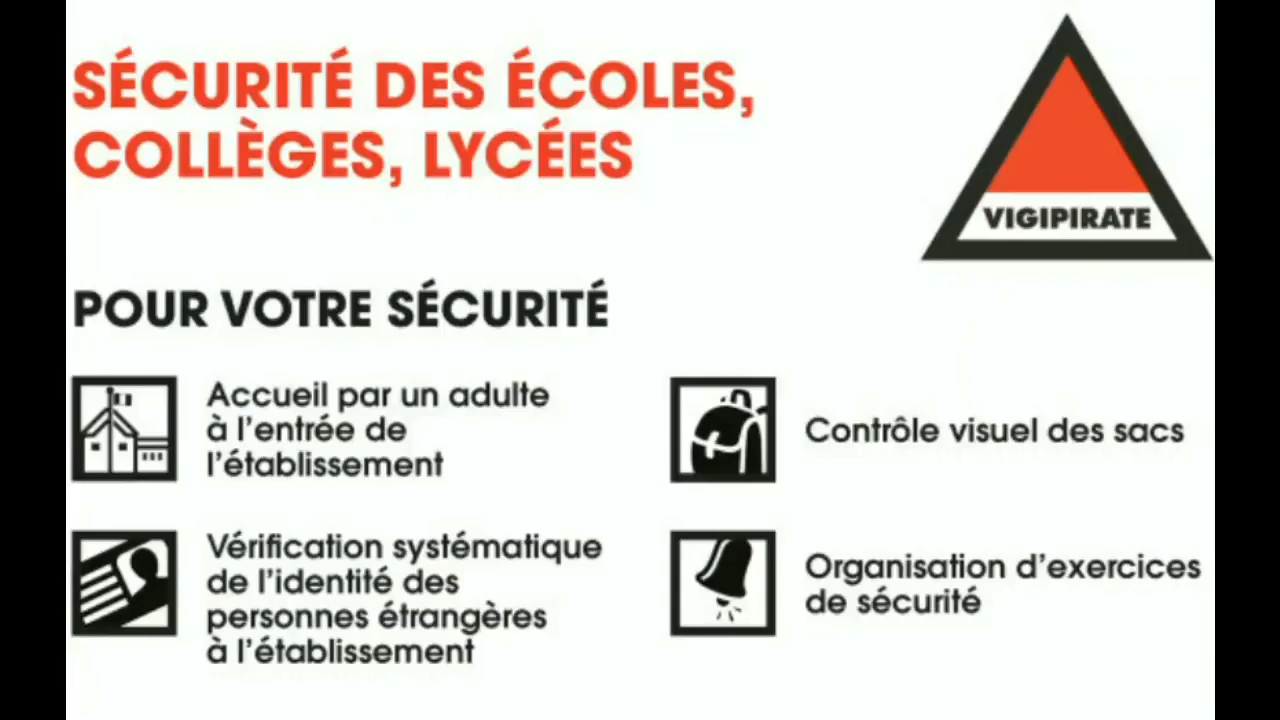 SÉCURITÉ DES ÉCOLES,
COLLÈGES, LYCÉES
VIGIPIRATE
POUR VOTRE SÉCURITÉ
Accueil par un adulte
à l'entrée de
l'établissement
Contrôle visuel des sacs
Vérification systématique
de l'identité des
personnes étrangères
à l'établissement
Organisation d'exercices
de sécurité